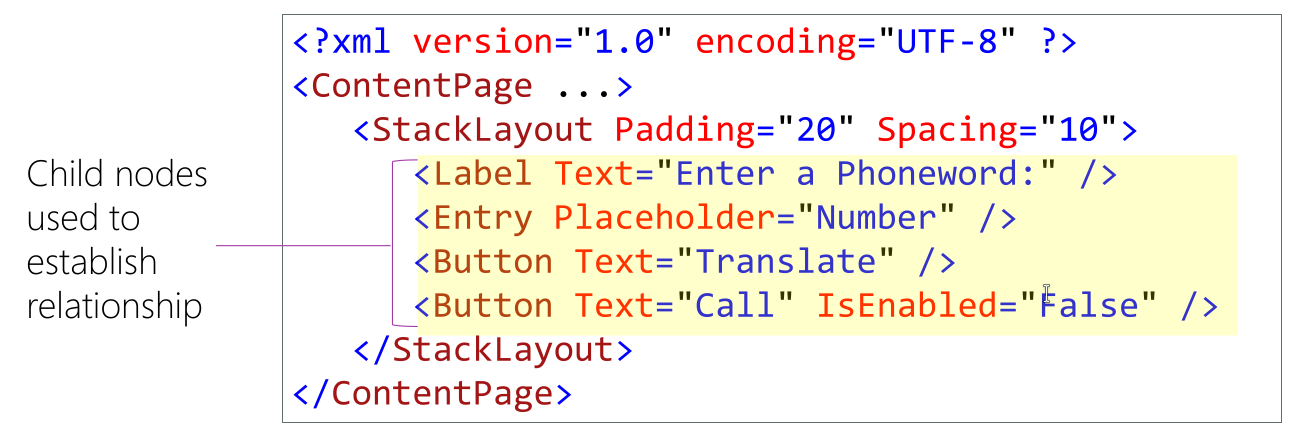 Child nodes
used to
establish
relationship
<?xml version="1.0" encoding="UTF-8" ?>
<ContentPage ...>
   <StackLayout Padding="20" Spacing="10">
      <Label Text="Enter a Phoneword:" />
      <Entry Placeholder="Number" />
      <Button Text="Translate" />
      <Button Text="Call" IsEnabled="False" />
   </StackLayout>
</ContentPage>